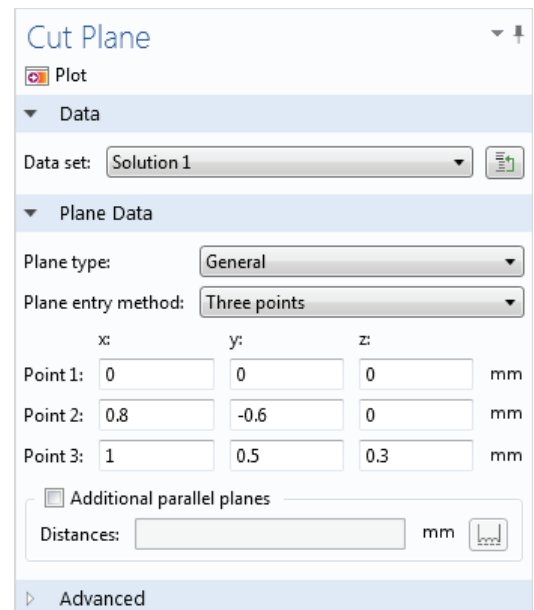 Cut Plane
Plot
Data
Data set: Solution 1
Plane Data
Plane type: General
Plane entry method: Three points
x: y: z:
Point 1: 0 0 0 mm
Point 2: 0.8 -0.6 0 mm
Point 3: 1 0.5 0.3 mm
Additional parallel planes
Distances: mm
Advanced